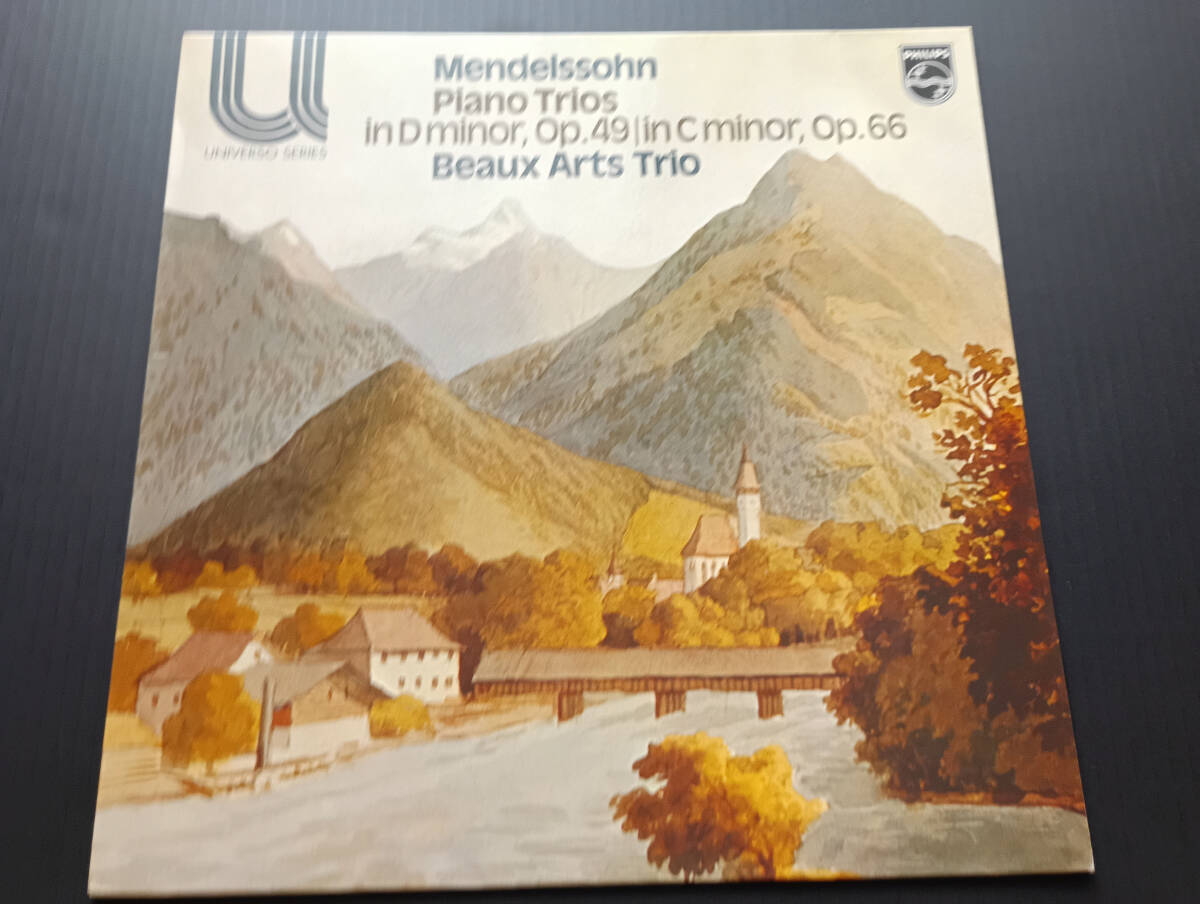 Mendelssohn
Piano Trios
in D minor, Op.49 | in C minor, Op.66
Beaux Arts Trio
UNIVERSO SERIES
PHILIPS